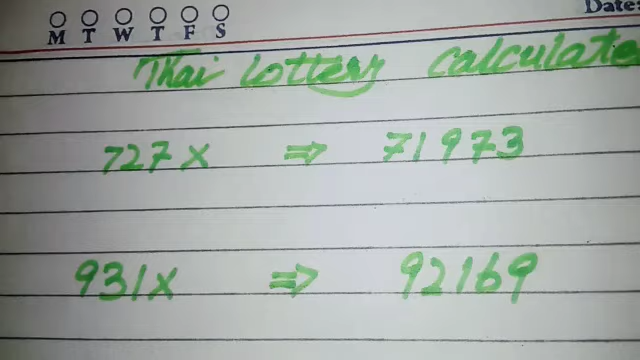 Date:
M T W T F S
Thai lottery calculate
727x ⇒ 71973
931x ⇒ 92169